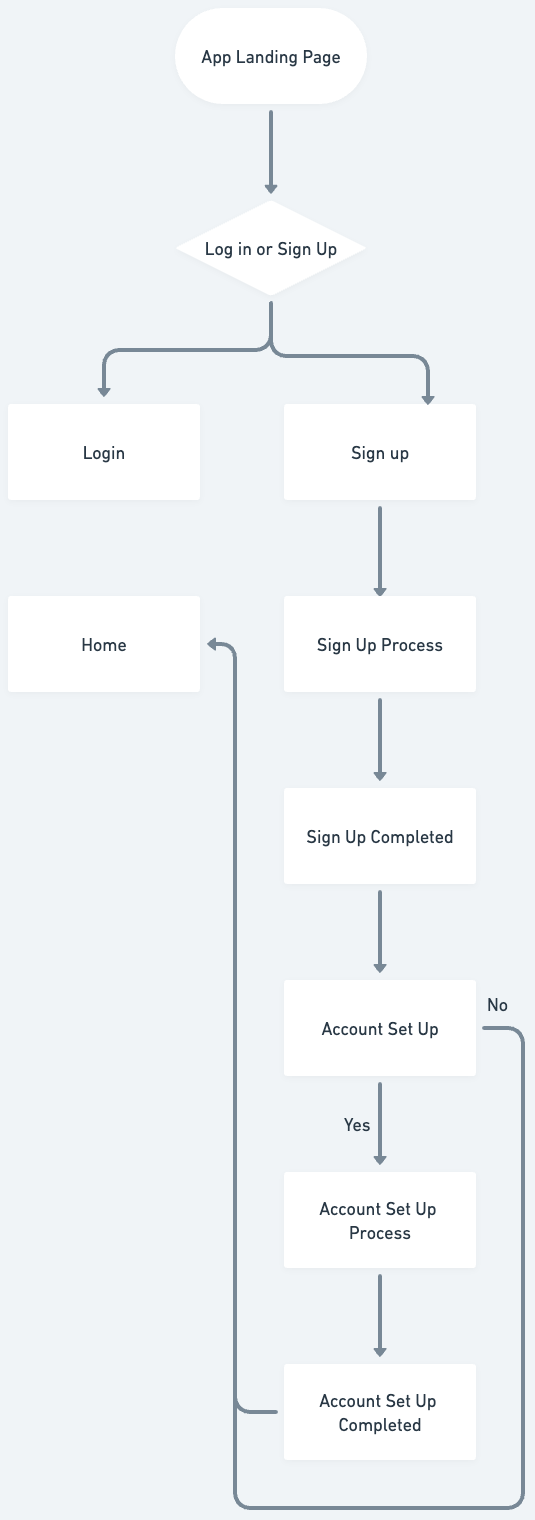 App Landing Page
Log in or Sign Up
Login
Sign up
Home
Sign Up Process
Sign Up Completed
No
Account Set Up
Yes
Account Set Up
Process
Account Set Up
Completed